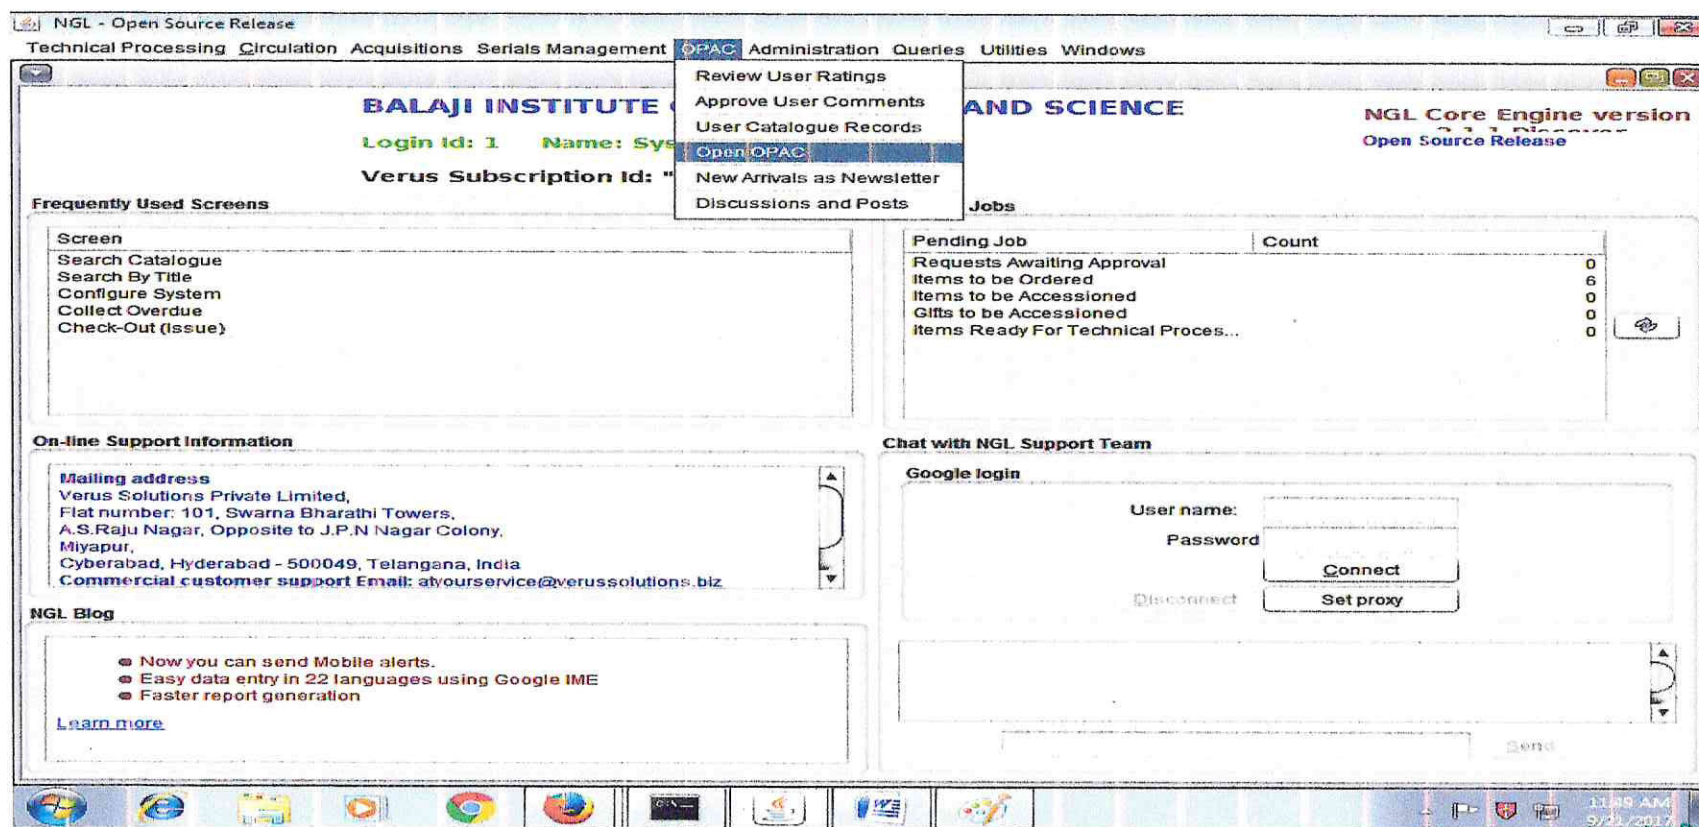 NGL - Open Source Release
Technical Processing Circulation Acquisitions Serials Management OPAC Administration Queries Utilities Windows
Review User Ratings
Approve User Comments
User Catalogue Records
Open OPAC
New Arrivals as Newsletter
Discussions and Posts
BALAJI INSTITUTE AND SCIENCE
NGL Core Engine version
Open Source Release
Login Id: 1 Name: Sys
Verus Subscription Id: "
Frequently Used Screens
Screen
Search Catalogue
Search By Title
Configure System
Collect Overdue
Check-Out (Issue)
Jobs
Pending Job Count
Requests Awaiting Approval 0
Items to be Ordered 6
Items to be Accessioned 0
Gifts to be Accessioned 0
Items Ready For Technical Proces... 0
On-line Support Information
Mailing address
Verus Solutions Private Limited,
Flat number: 101, Swarna Bharathi Towers,
A.S.Raju Nagar, Opposite to J.P.N Nagar Colony,
Miyapur,
Cyberabad, Hyderabad - 500049, Telangana, India
Commercial customer support Email: atyourservice@verussolutions.biz
Chat with NGL Support Team
Google login
User name:
Password
Connect
Disconnect Set proxy
Send
NGL Blog
Now you can send Mobile alerts.
Easy data entry in 22 languages using Google IME
Faster report generation
Learn more
11:49 AM
9/21/2017